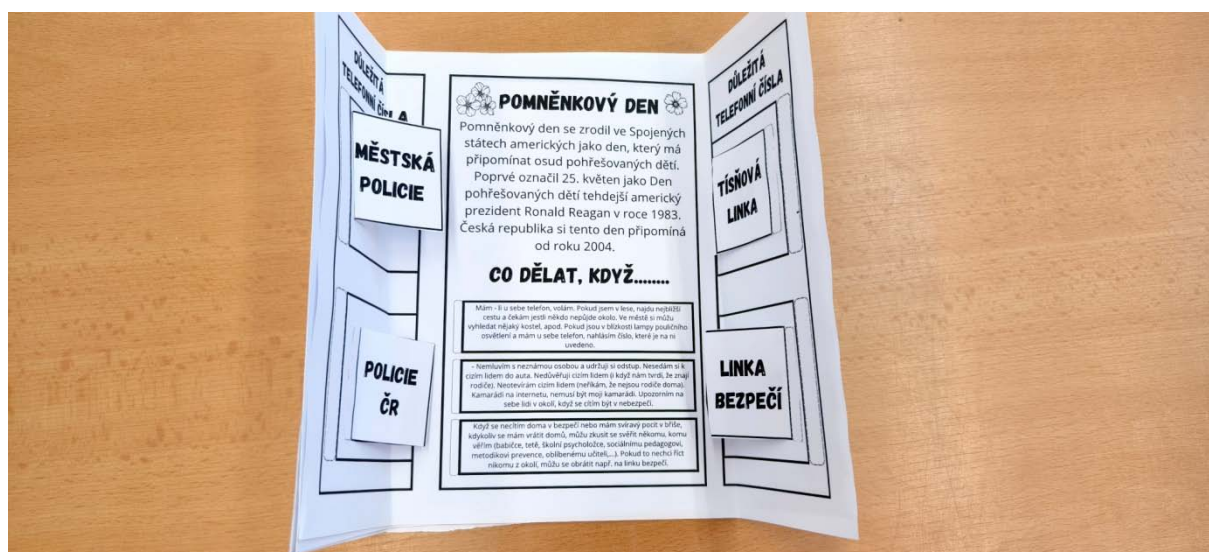 DŮLEŽITÁ
TELEFONNÍ ČÍSLA
MĚSTSKÁ
POLICIE
POLICIE
ČR
POMNĚNKOVÝ DEN
Pomněnkový den se zrodil ve Spojených
státech amerických jako den, který má
připomínat osud pohřešovaných dětí.
Poprvé označil 25. květen jako Den
pohřešovaných dětí tehdejší americký
prezident Ronald Reagan v roce 1983.
Česká republika si tento den připomíná
od roku 2004.
CO DĚLAT, KDYŽ........
Mám - li u sebe telefon, volám. Pokud jsem v lese, najdu nejbližší
cestu a čekám jestli někdo nepůjde okolo. Ve městě si můžu
vyhledat nějaký kostel, apod. Pokud jsou v blízkosti lampy pouličního
osvětlení a mám u sebe telefon, nahlásím číslo, které je na ni
uvedeno.
- Nemluvím s neznámou osobou a udržuji si odstup. Nesedám si k
cizím lidem do auta. Nedůvěřuji cizím lidem (i když nám tvrdí, že znají
rodiče). Neotevírám cizím lidem (neříkám, že nejsou rodiče doma).
Kamarádi na internetu, nemusí být moji kamarádi. Upozorním na
sebe lidi v okolí, když se cítím být v nebezpečí.
Když se necítím doma v bezpečí nebo mám svíravý pocit v břiše,
kdykoliv se mám vrátit domů, můžu zkusit se svěřit někomu, komu
věřím (babičce, tetě, školní psycholožce, sociálnímu pedagogovi,
metodikovi prevence, oblíbenému učiteli,...). Pokud to nechci říct
nikomu z okolí, můžu se obrátit např. na linku bezpečí.
DŮLEŽITÁ
TELEFONNÍ ČÍSLA
TÍSŇOVÁ
LINKA
LINKA
BEZPEČÍ